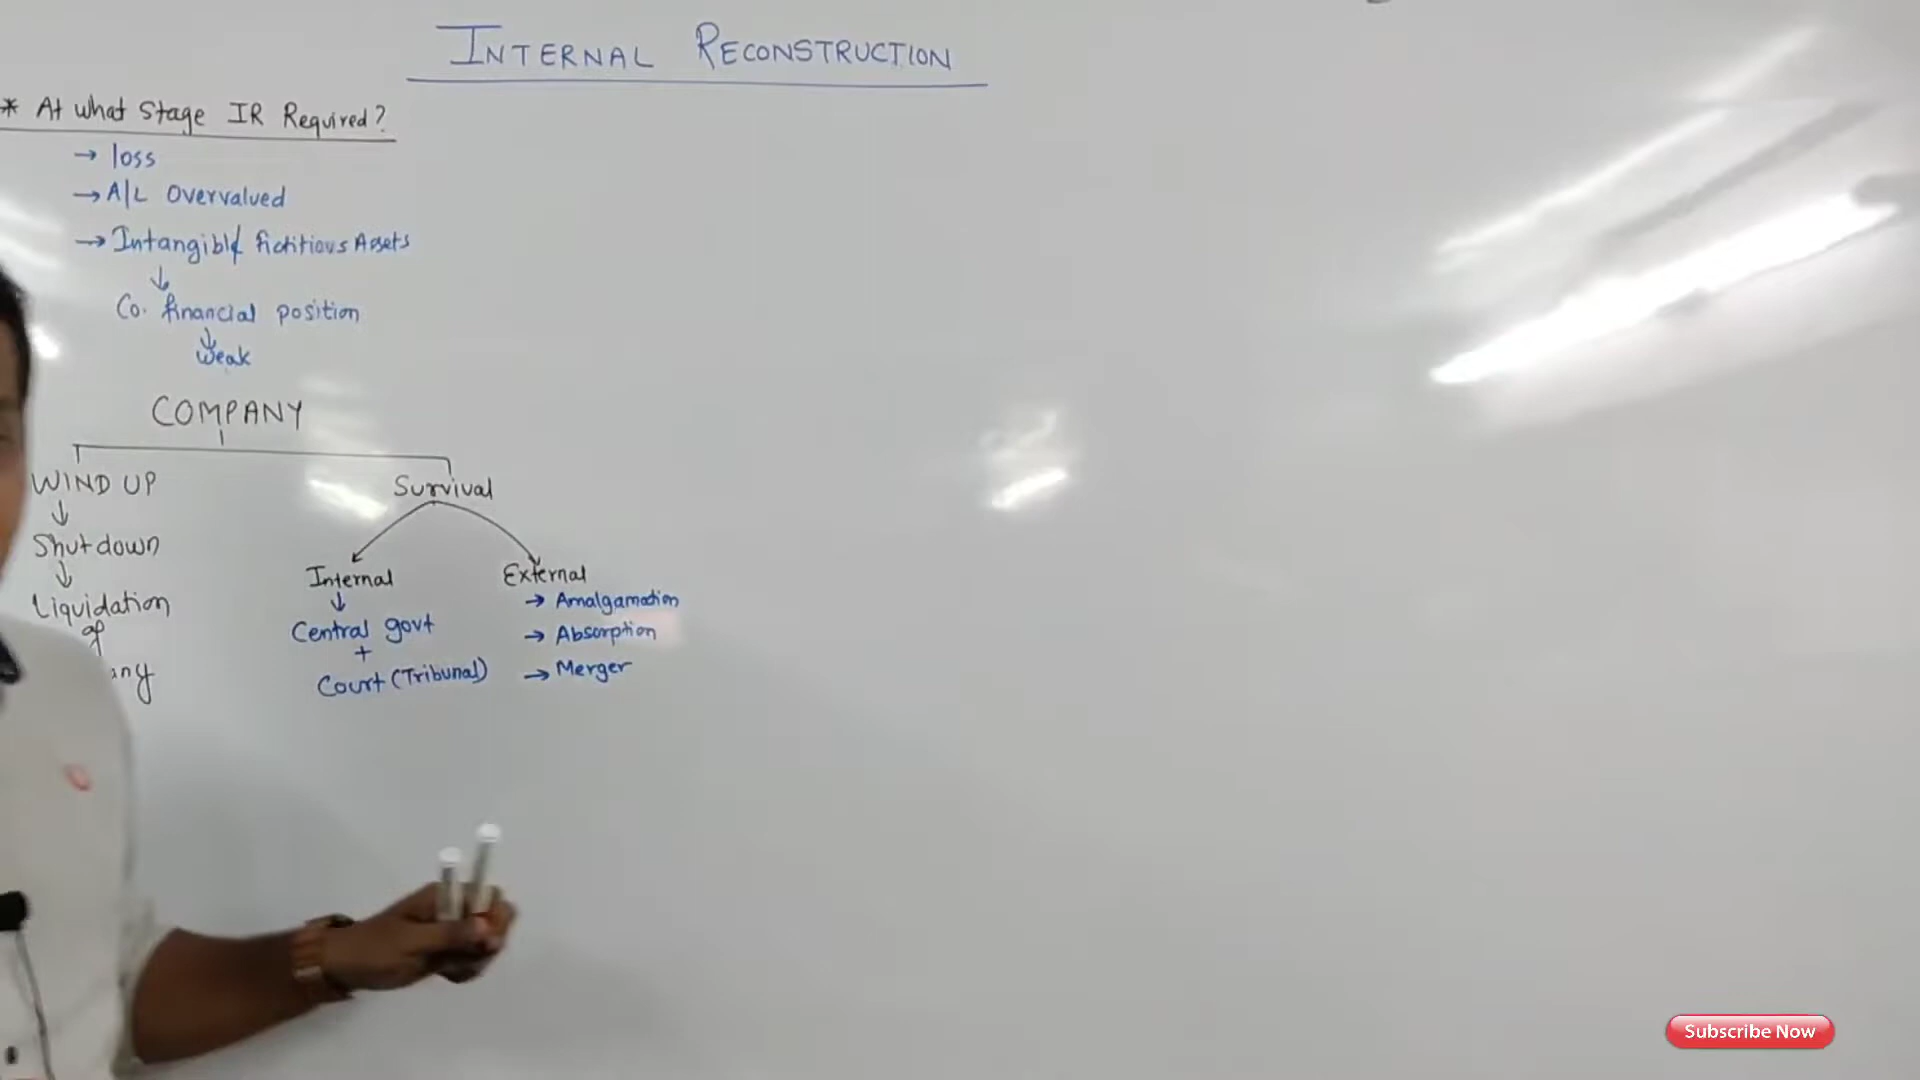 INTERNAL RECONSTRUCTION
* At what Stage IR Required?
→ loss
→ A/L Overvalued
→ Intangible fictitious Assets
↓
Co. financial position
↓
weak
COMPANY
WIND UP
↓
Shutdown
↓
Liquidation
of
Survival
Internal
↓
Central govt
+
Court (Tribunal)
External
→ Amalgamation
→ Absorption
→ Merger
Subscribe Now